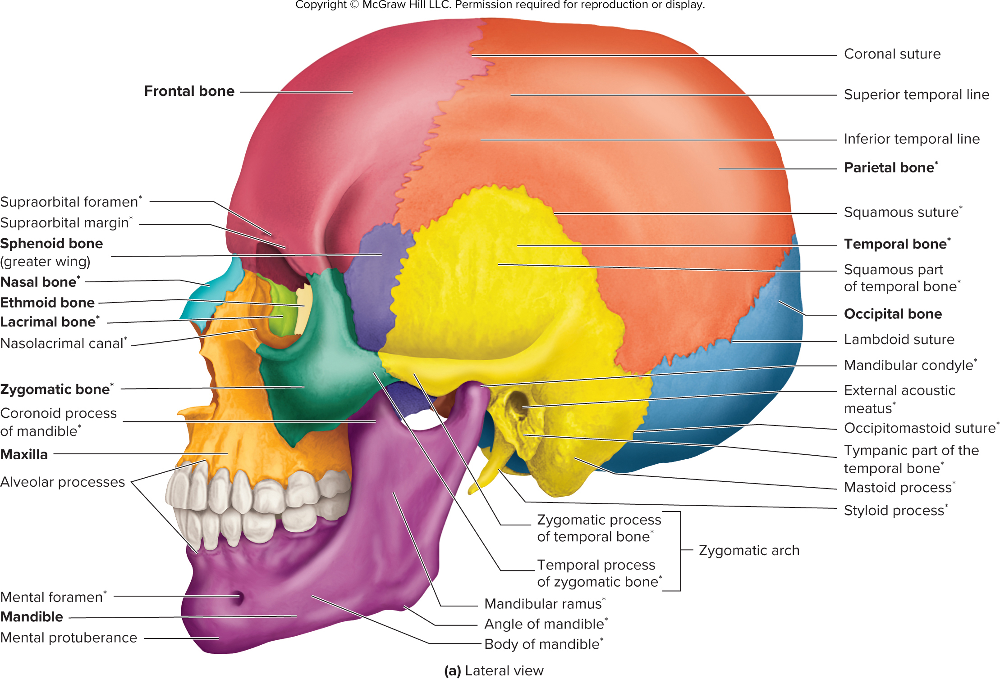 Copyright © McGraw Hill LLC. Permission required for reproduction or display.
Frontal bone
Supraorbital foramen*
Supraorbital margin*
Sphenoid bone
(greater wing)
Nasal bone*
Ethmoid bone
Lacrimal bone*
Nasolacrimal canal*
Zygomatic bone*
Coronoid process
of mandible*
Maxilla
Alveolar processes
Mental foramen*
Mandible
Mental protuberance
Coronal suture
Superior temporal line
Inferior temporal line
Parietal bone*
Squamous suture*
Temporal bone*
Squamous part
of temporal bone*
Occipital bone
Lambdoid suture
Mandibular condyle*
External acoustic
meatus*
Occipitomastoid suture*
Tympanic part of the
temporal bone*
Mastoid process*
Styloid process*
Zygomatic process
of temporal bone*
Zygomatic arch
Temporal process
of zygomatic bone*
Mandibular ramus*
Angle of mandible*
Body of mandible*
(a) Lateral view